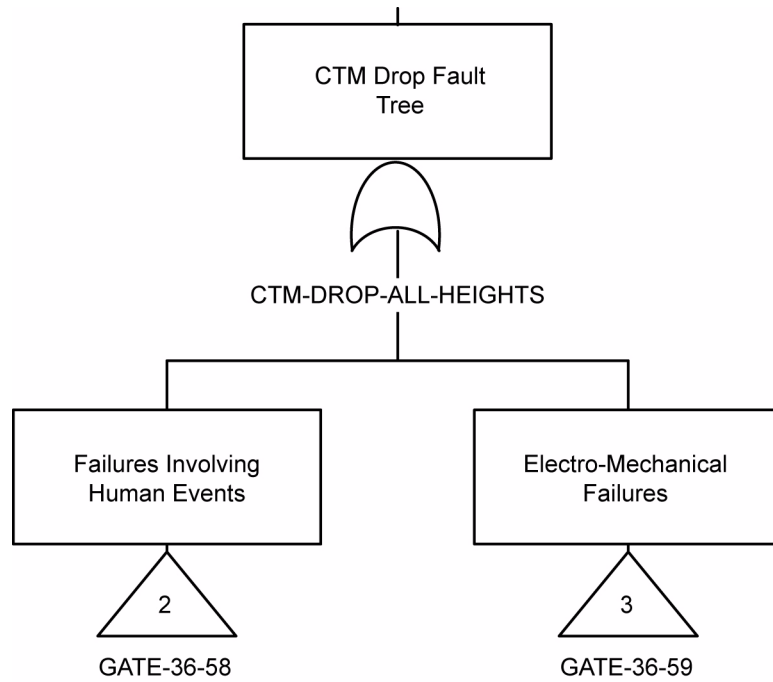 CTM Drop Fault
Tree
CTM-DROP-ALL-HEIGHTS
Failures Involving
Human Events
Electro-Mechanical
Failures
2
3
GATE-36-58
GATE-36-59